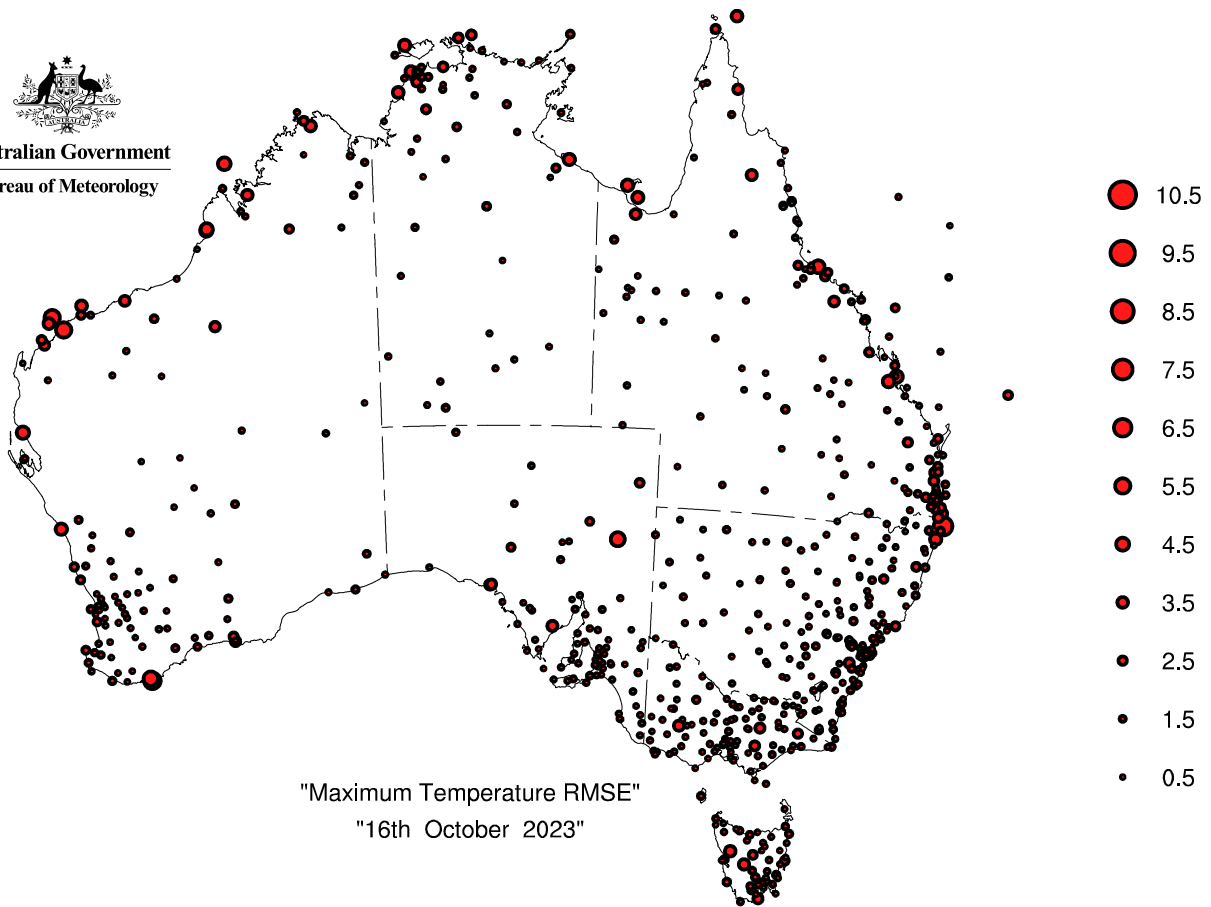 AUSTRALIA
tralian Government
reau of Meteorology
10.5
9.5
8.5
7.5
6.5
5.5
4.5
3.5
2.5
1.5
0.5
"Maximum Temperature RMSE"
"16th October 2023"